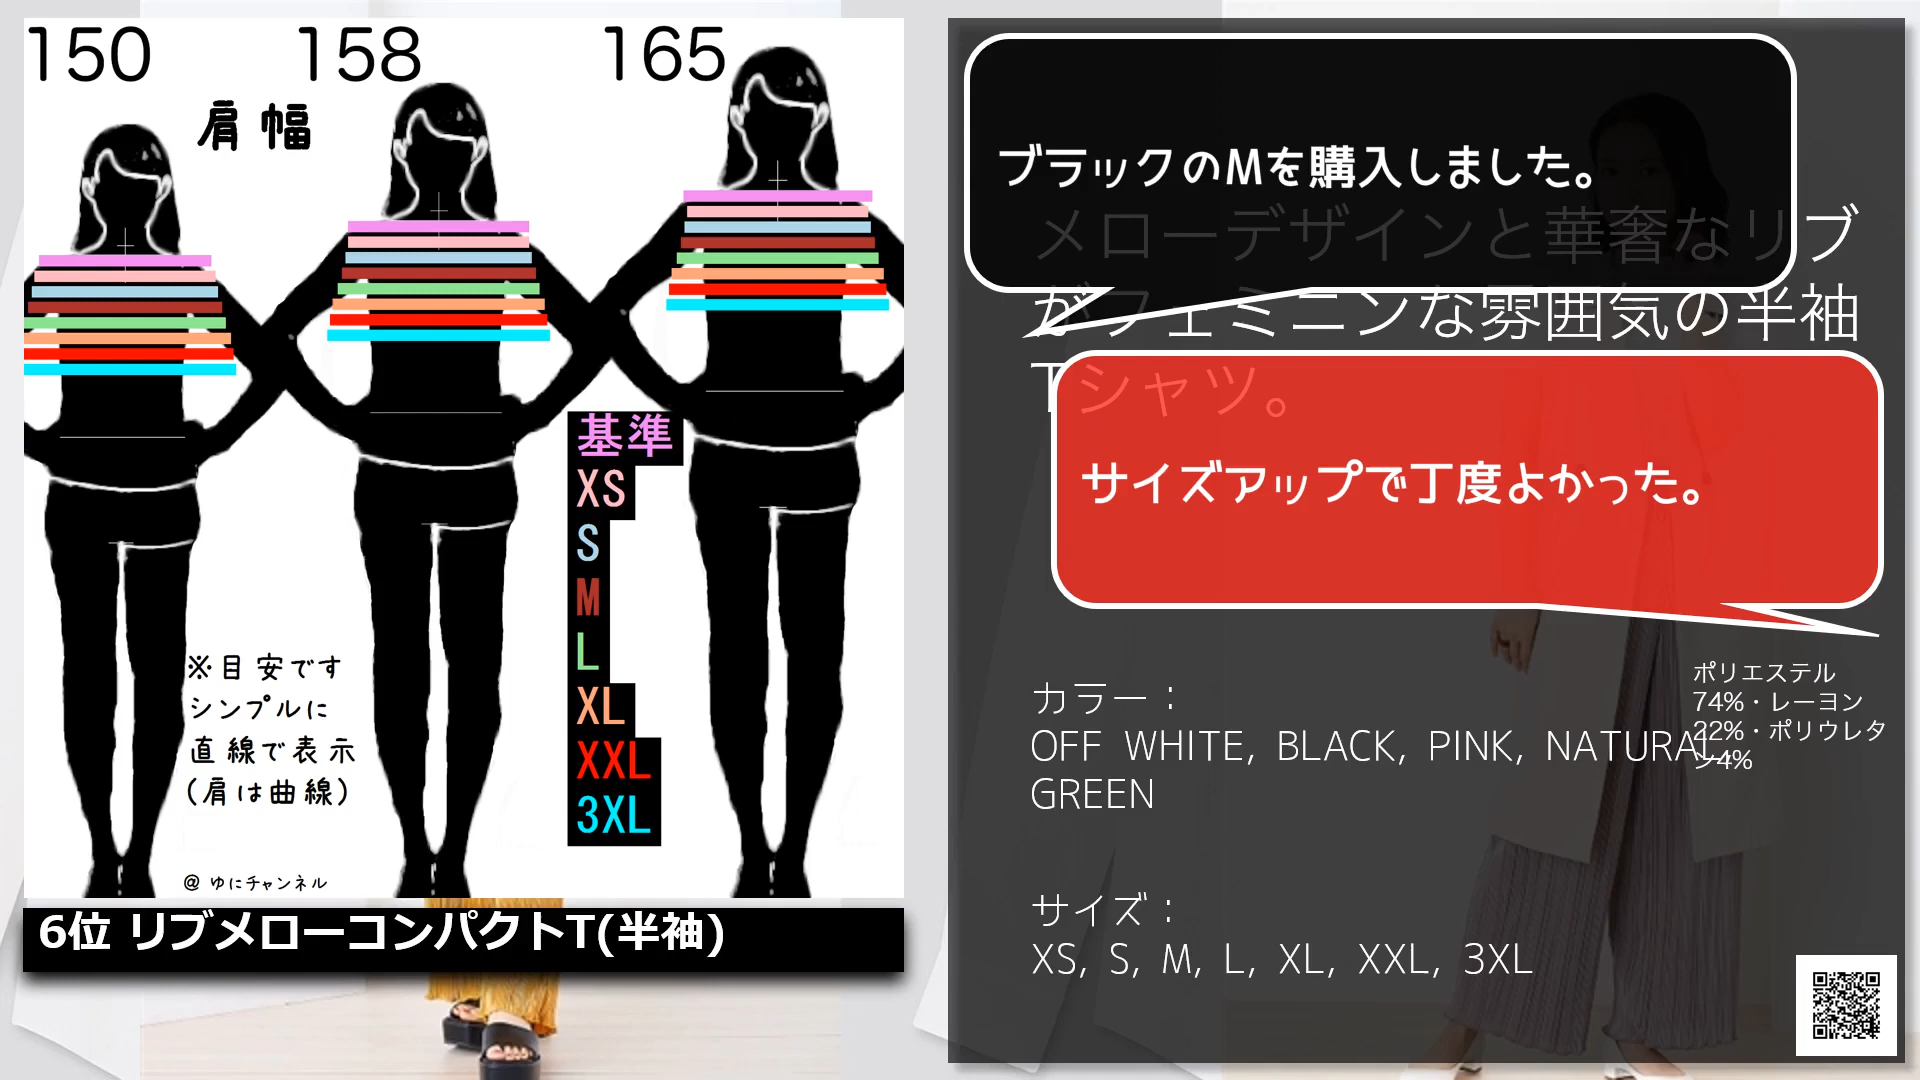 150
158
165
肩幅
基準
XS
S
M
L
XL
XXL
3XL
※目安です
シンプルに
直線で表示
(肩は曲線)
@ ゆにチャンネル
6位 リブメローコンパクトT(半袖)
ブラックのMを購入しました。
メローデザインと華奢なリブ
がフェミニンな雰囲気の半袖
Tシャツ。
サイズアップで丁度よかった。
ポリエステル
74%・レーヨン
22%・ポリウレタ
ン4%
カラー：
OFF WHITE, BLACK, PINK, NATURAL,
GREEN
サイズ：
XS, S, M, L, XL, XXL, 3XL